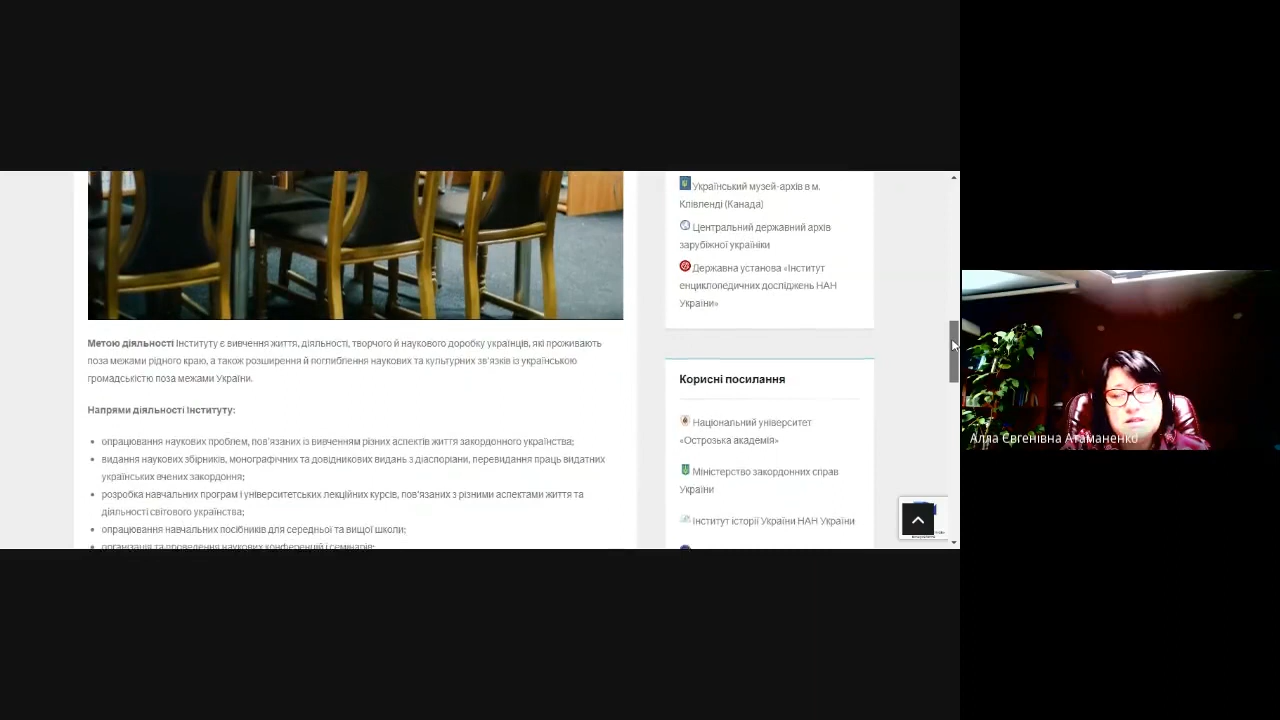 Метою діяльності Інституту є вивчення життя, діяльності, творчого й наукового доробку українців, які проживають
поза межами рідного краю, а також розширення й поглиблення наукових та культурних зв'язків із українською
громадськістю поза межами України.
Напрями діяльності Інституту:
опрацювання наукових проблем, пов'язаних із вивченням різних аспектів життя закордонного українства;
видання наукових збірників, монографічних та довідникових видань з діаспоріани, перевидання праць видатних
українських вчених закордоння;
розробка навчальних програм і університетських лекційних курсів, пов'язаних з різними аспектами життя та
діяльності світового українства;
опрацювання навчальних посібників для середньої та вищої школи;
організація та проведення наукових конференцій і семінарів;
Український музей-архів в м.
Клівленді (Канада)
Центральний державний архів
зарубіжної україніки
Державна установа «Інститут
енциклопедичних досліджень НАН
України»
Корисні посилання
Національний університет
«Острозька академія»
Міністерство закордонних справ
України
Інститут історії України НАН України
Алла Євгенівна Атаманенко